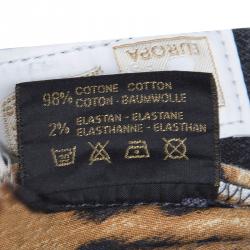 EUROPA
98% COTONE COTTON
COTON - BAUMWOLLE
2% ELASTAN - ELASTANE
ELASTHANNE - ELASTHAN